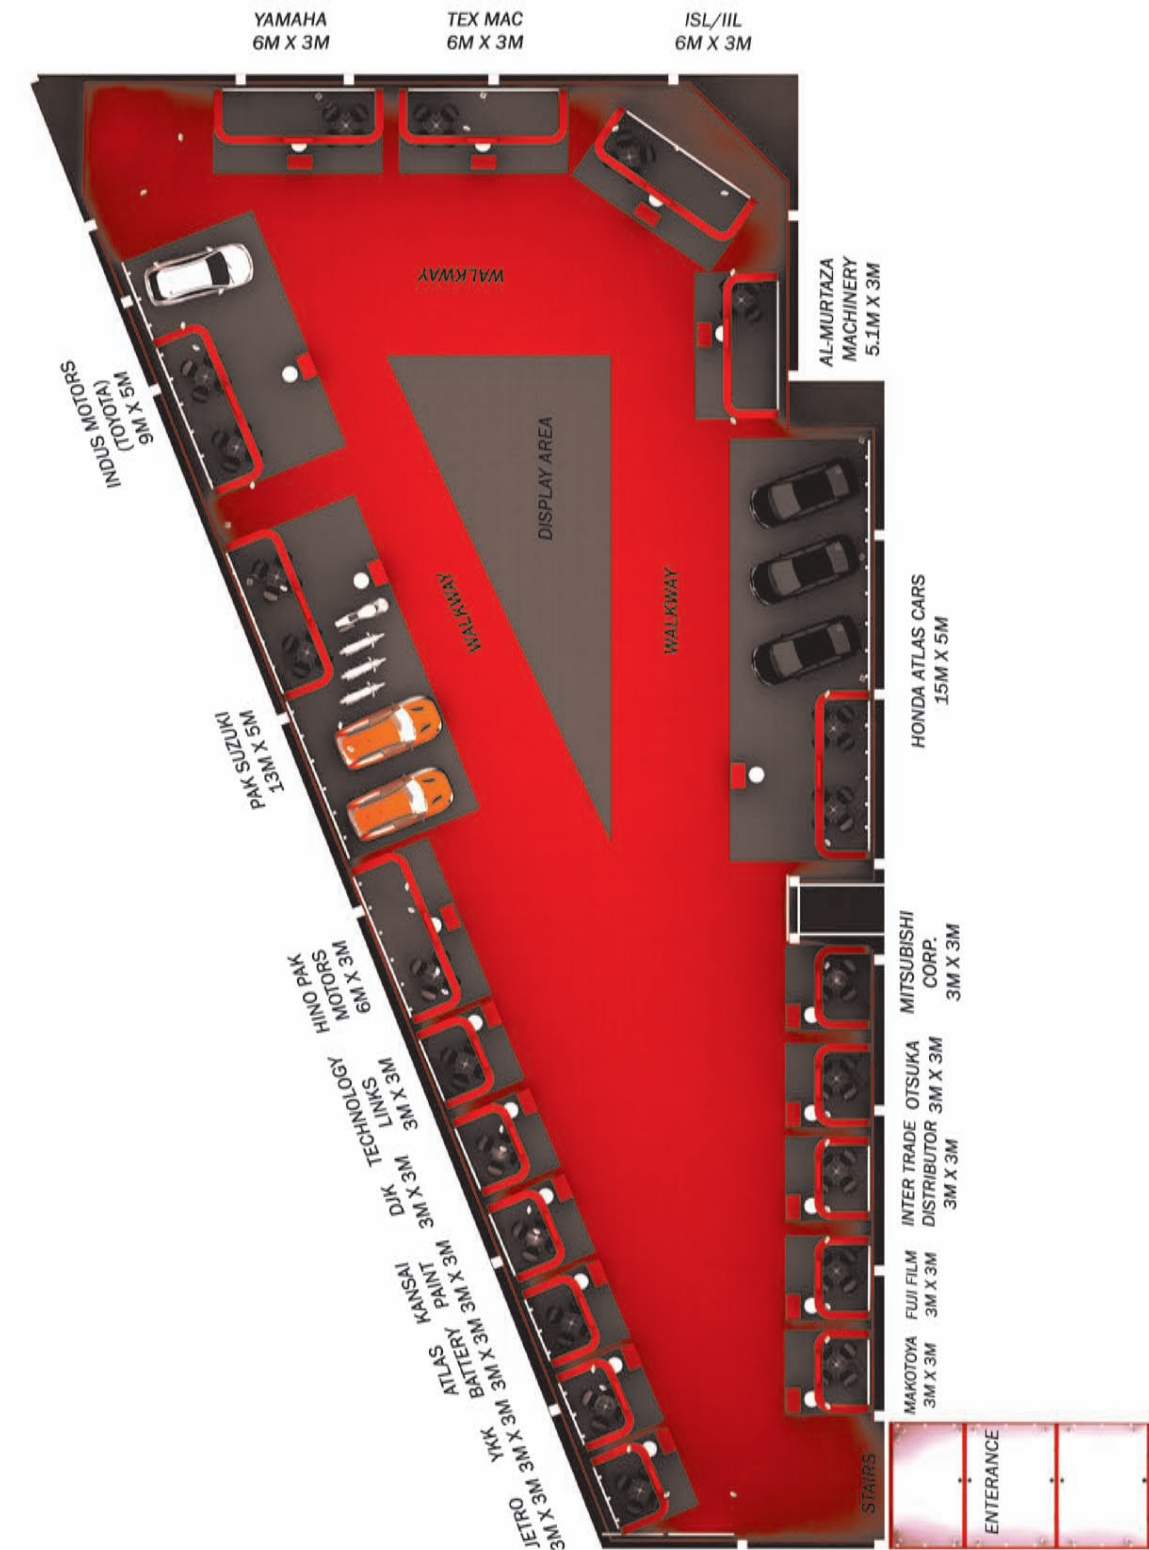 YAMAHA
6M X 3M
TEX MAC
6M X 3M
ISL/IIL
6M X 3M
WALKWAY
AL-MURTAZA
MACHINERY
5.1M X 3M
INDUS MOTORS
(TOYOTA)
9M X 5M
DISPLAY AREA
WALKWAY
WALKWAY
HONDA ATLAS CARS
15M X 5M
PAK SUZUKI
13M X 5M
HINO PAK
MOTORS
6M X 3M
MITSUBISHI
CORP.
3M X 3M
TECHNOLOGY
LINKS
3M X 3M
OTSUKA
3M X 3M
DJK
3M X 3M
INTER TRADE
DISTRIBUTOR
3M X 3M
KANSAI
PAINT
3M X 3M
FUJI FILM
3M X 3M
ATLAS
BATTERY
3M X 3M
MAKOTOYA
3M X 3M
YKK
3M X 3M
JETRO
3M X 3M
STAIRS
ENTERANCE